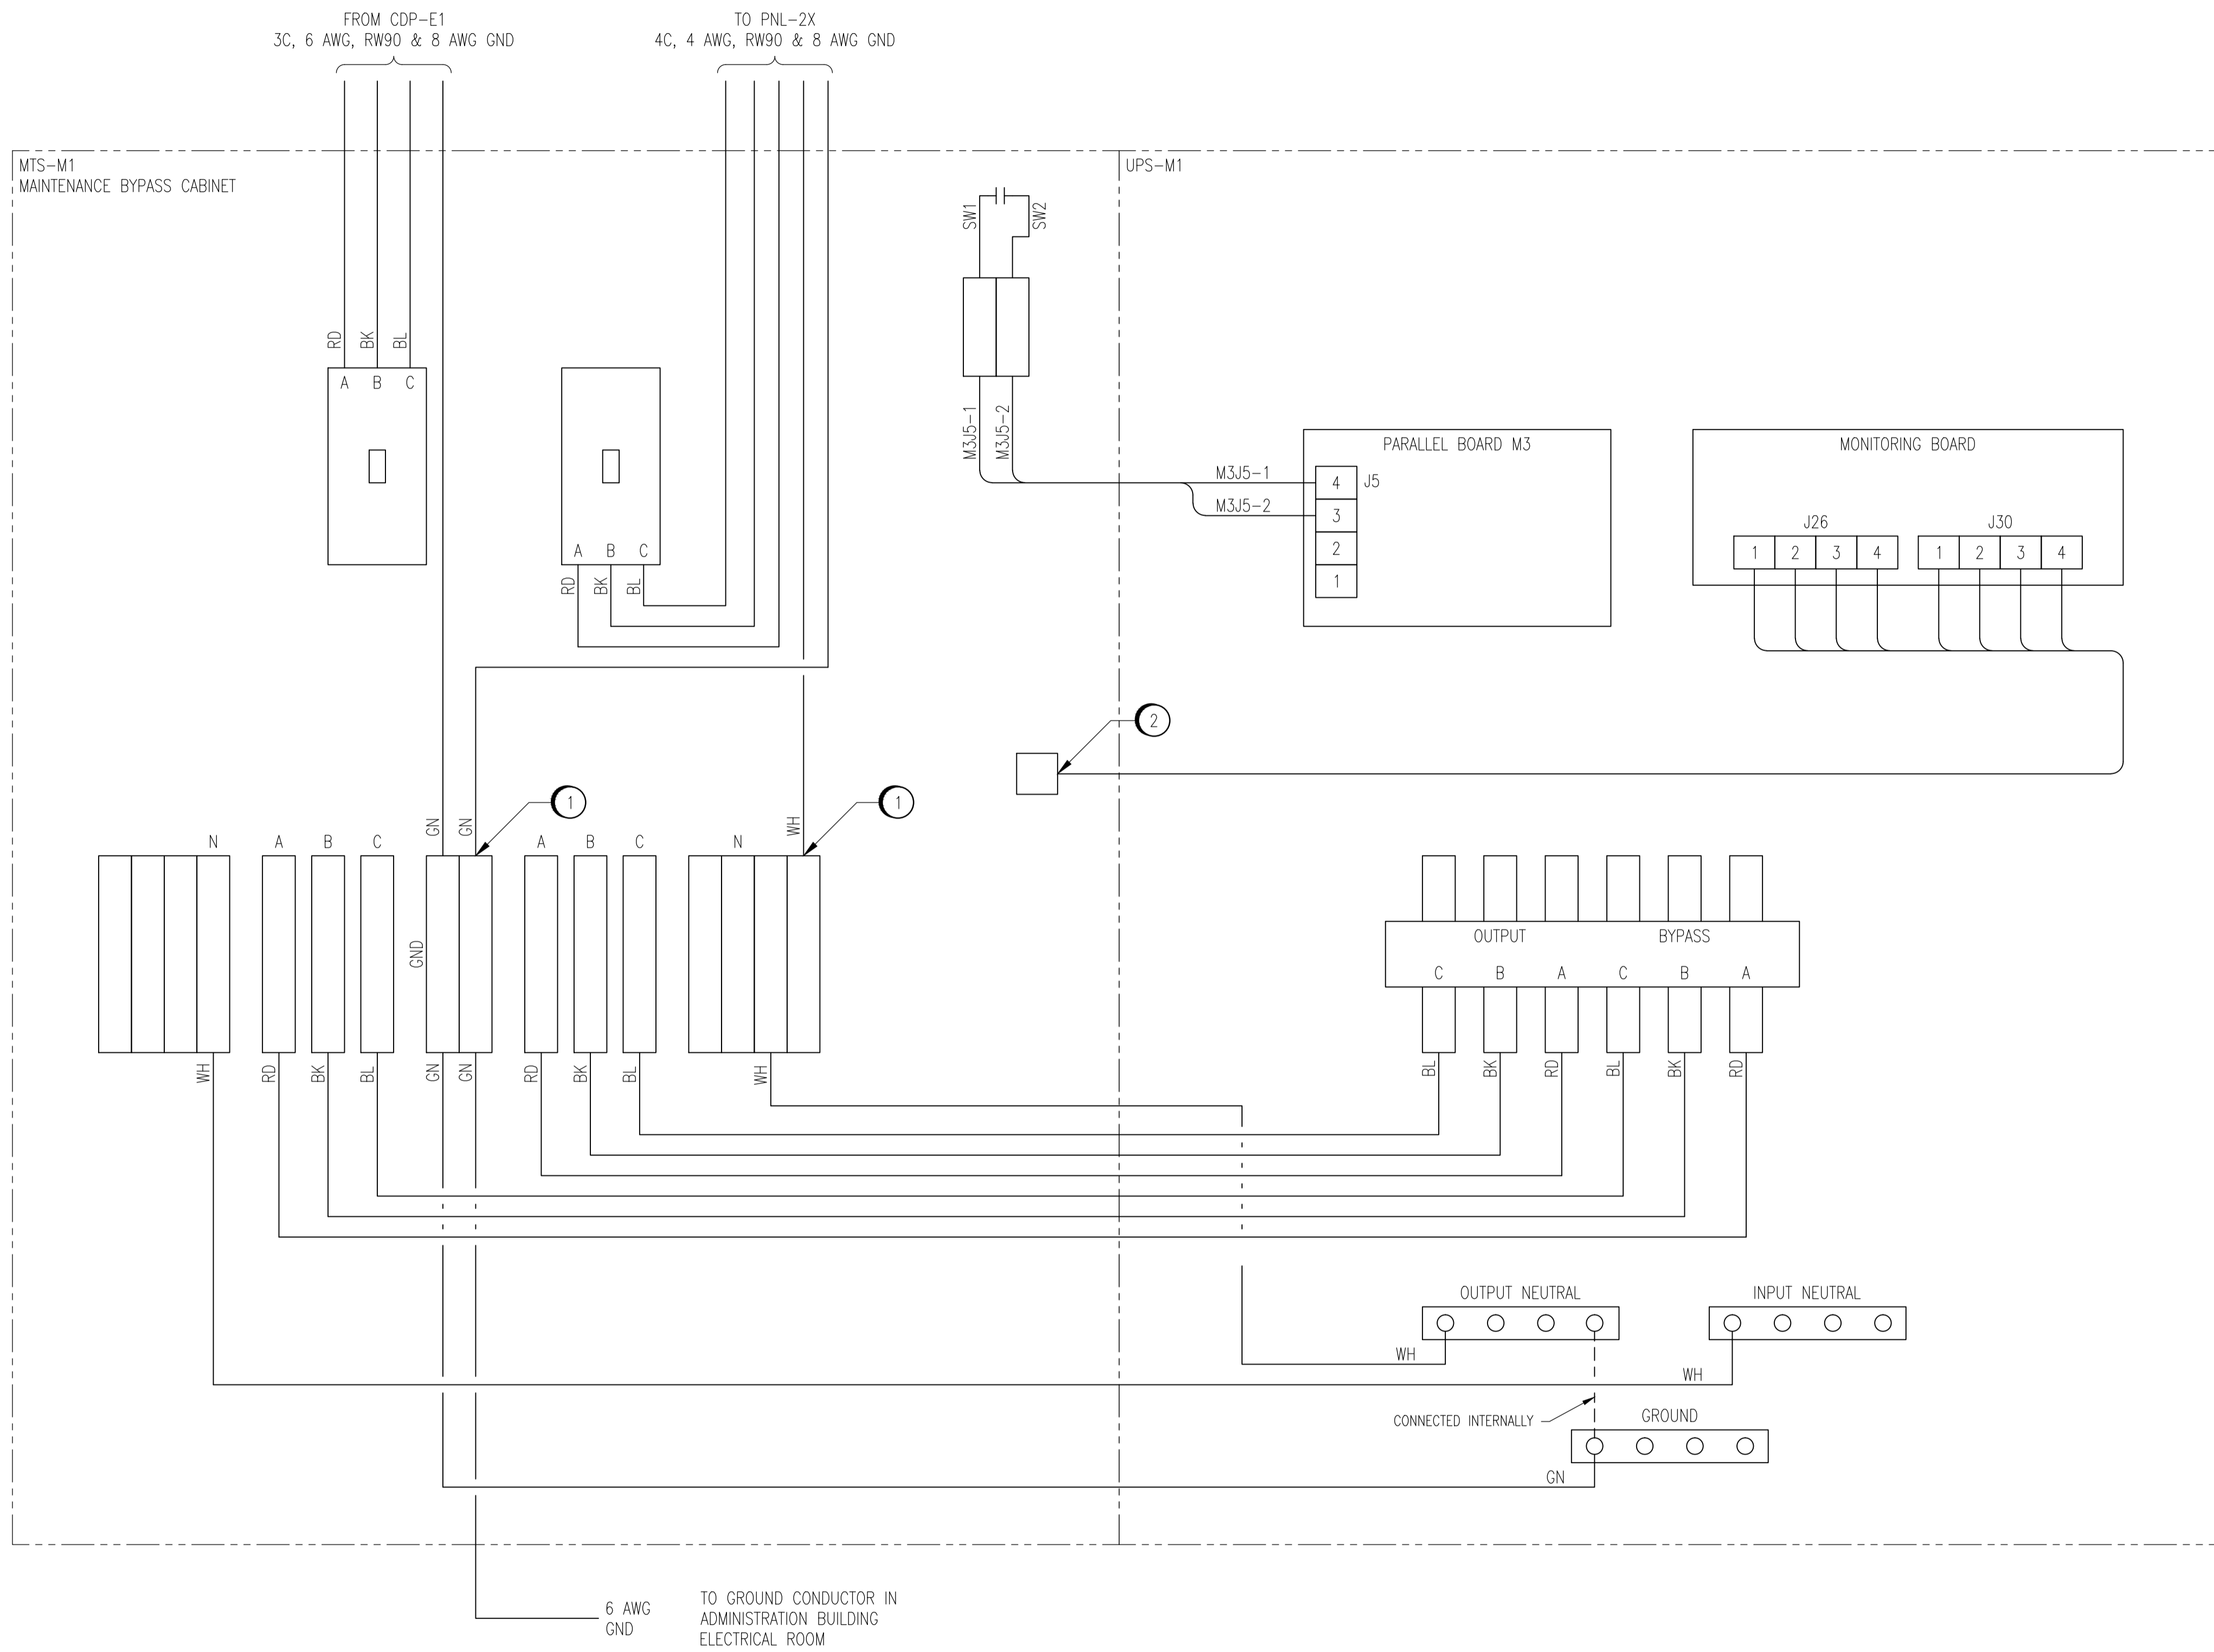 FROM CDP-E1
3C, 6 AWG, RW90 & 8 AWG GND
TO PNL-2X
4C, 4 AWG, RW90 & 8 AWG GND
MTS-M1
MAINTENANCE BYPASS CABINET
UPS-M1
SW1
SW2
RD
BK
BL
A B C
M3J5-1
M3J5-2
PARALLEL BOARD M3
M3J5-1
M3J5-2
4
3
2
1
J5
MONITORING BOARD
J26
J30
1 2 3 4
1 2 3 4
A B C
RD
BK
BL
2
1
1
GN
GN
WH
N A B C
A B C N
GND
OUTPUT BYPASS
C B A C B A
WH
RD
BK
BL
GN
GN
RD
BK
BL
WH
BL
BK
RD
BL
BK
RD
OUTPUT NEUTRAL
INPUT NEUTRAL
WH
WH
CONNECTED INTERNALLY
GROUND
GN
6 AWG
GND
TO GROUND CONDUCTOR IN
ADMINISTRATION BUILDING
ELECTRICAL ROOM